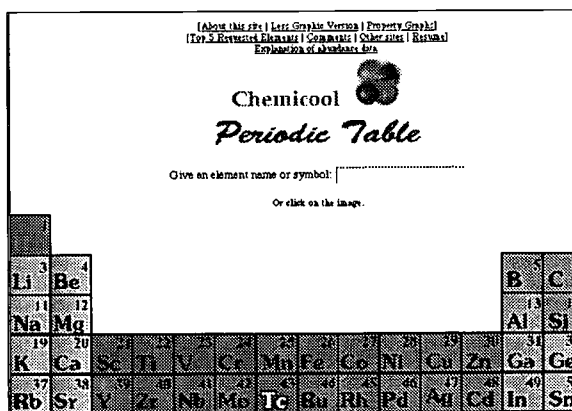 [About this site | Less Graphic Version | Property Graphs]
[Top 5 Requested Elements | Comments | Other sites | Resume]
Explanation of abundance data
Chemicool
Periodic Table
Give an element name or symbol:
Or click on the image.
1
3 4 5
Li Be B C
11 12 13
Na Mg Al Si
19 20 21 22 23 24 25 26 27 28 29 30 31
K Ca Sc Ti V Cr Mn Fe Co Ni Cu Zn Ga Ge
37 38 39 40 41 42 43 44 45 46 47 48 49
Rb Sr Y Zr Nb Mo Tc Ru Rh Pd Cd In Sn